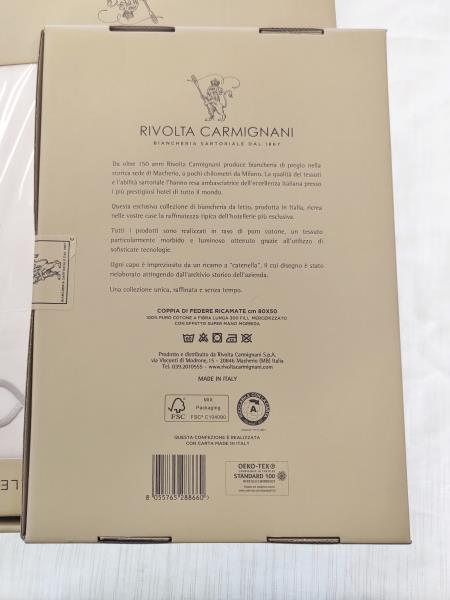 RIVOLTA CARMIGNANI
BIANCHERIA SARTORIALE DAL 1867
Da oltre 150 anni Rivolta Carmignani produce biancheria di pregio nella
storica sede di Macherio, a pochi chilometri da Milano. La qualità dei tessuti
e l'abilità sartoriale l'hanno resa ambasciatrice dell'eccellenza italiana presso
i più prestigiosi hotel di tutto il mondo.
Questa esclusiva collezione di biancheria da letto, prodotta in Italia, ricrea
nelle vostre case la raffinatezza tipica dell'hotellerie più esclusiva.
Tutti i prodotti sono realizzati in raso di puro cotone, un tessuto
particolarmente morbido e luminoso ottenuto grazie all'utilizzo di
sofisticate tecnologie.
Ogni capo è impreziosito da un ricamo a "catenella", il cui disegno è stato
rielaborato attingendo dall'archivio storico dell'azienda.
Una collezione unica, raffinata e senza tempo.
COPPIA DI FEDERE RICAMATE cm 80X50
100% PURO COTONE A FIBRA LUNGA 300 FILI, MERCERIZZATO
CON EFFETTO SUPER MANO MORBIDA
Prodotto e distribuito da Rivolta Carmignani S.p.A.
via Visconti di Modrone, 15 - 20846 Macherio (MB) Italia
Tel. 039.2010555 - www.rivoltacarmignani.com
MADE IN ITALY
FSC
MIX
Packaging
FSC® C104090
A
QUESTA CONFEZIONE È REALIZZATA
CON CARTA MADE IN ITALY
8 055765 288660
OEKO-TEX®
STANDARD 100